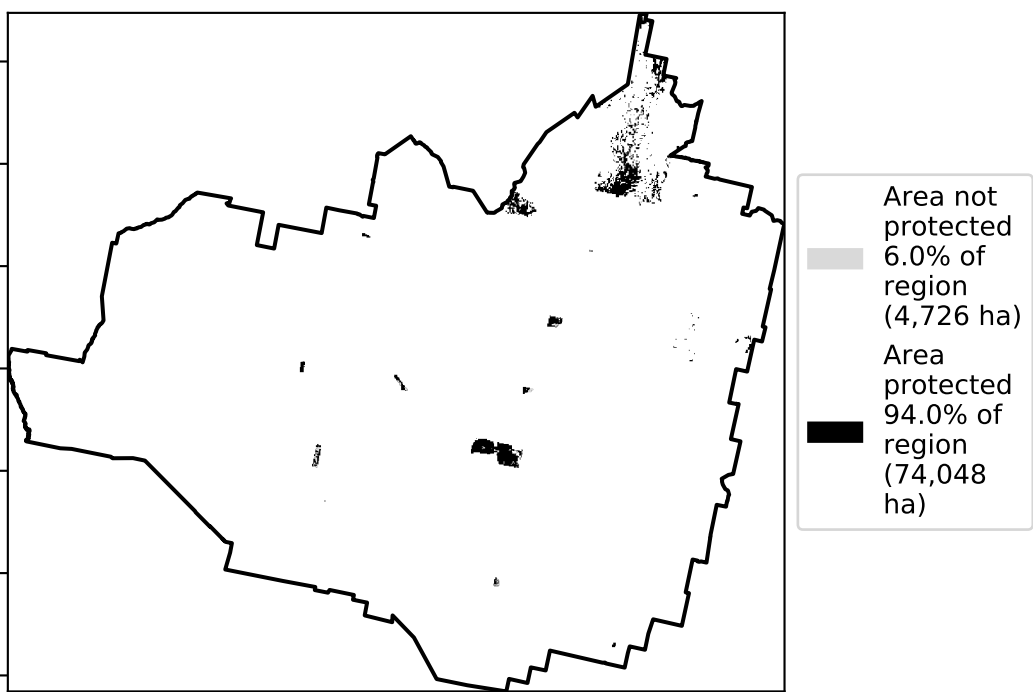 Area not
protected
6.0% of
region
(4,726 ha)
Area
protected
94.0% of
region
(74,048
ha)